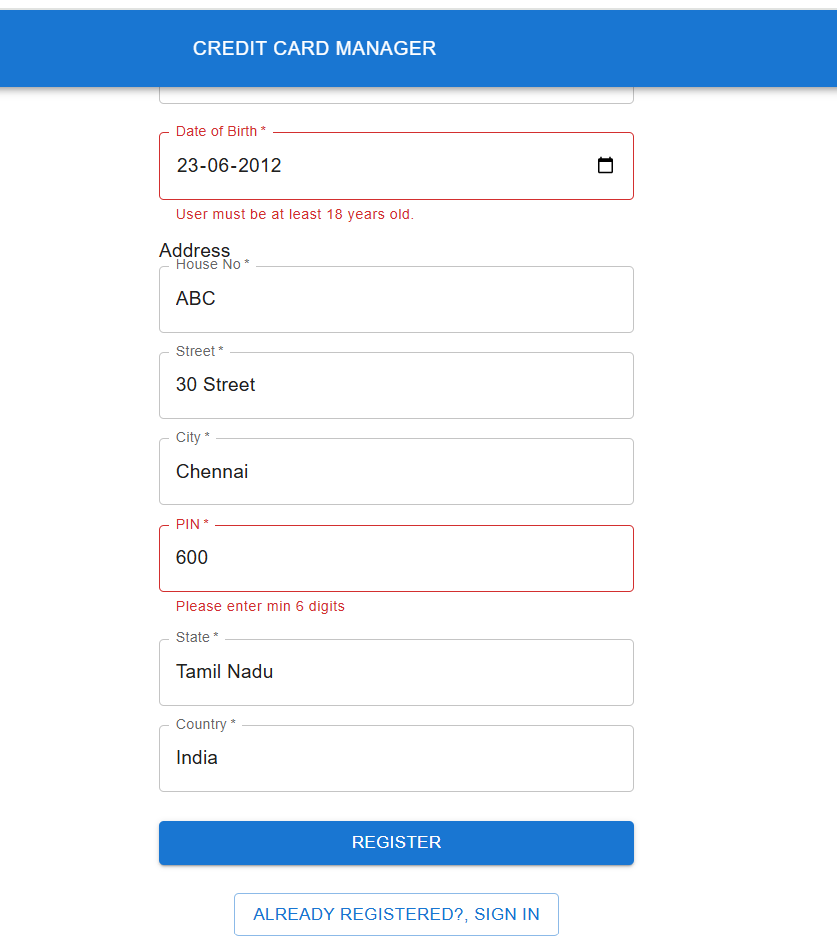 CREDIT CARD MANAGER
Date of Birth *
23-06-2012
User must be at least 18 years old.
Address
House No *
ABC
Street *
30 Street
City *
Chennai
PIN *
600
Please enter min 6 digits
State *
Tamil Nadu
Country *
India
REGISTER
ALREADY REGISTERED?, SIGN IN